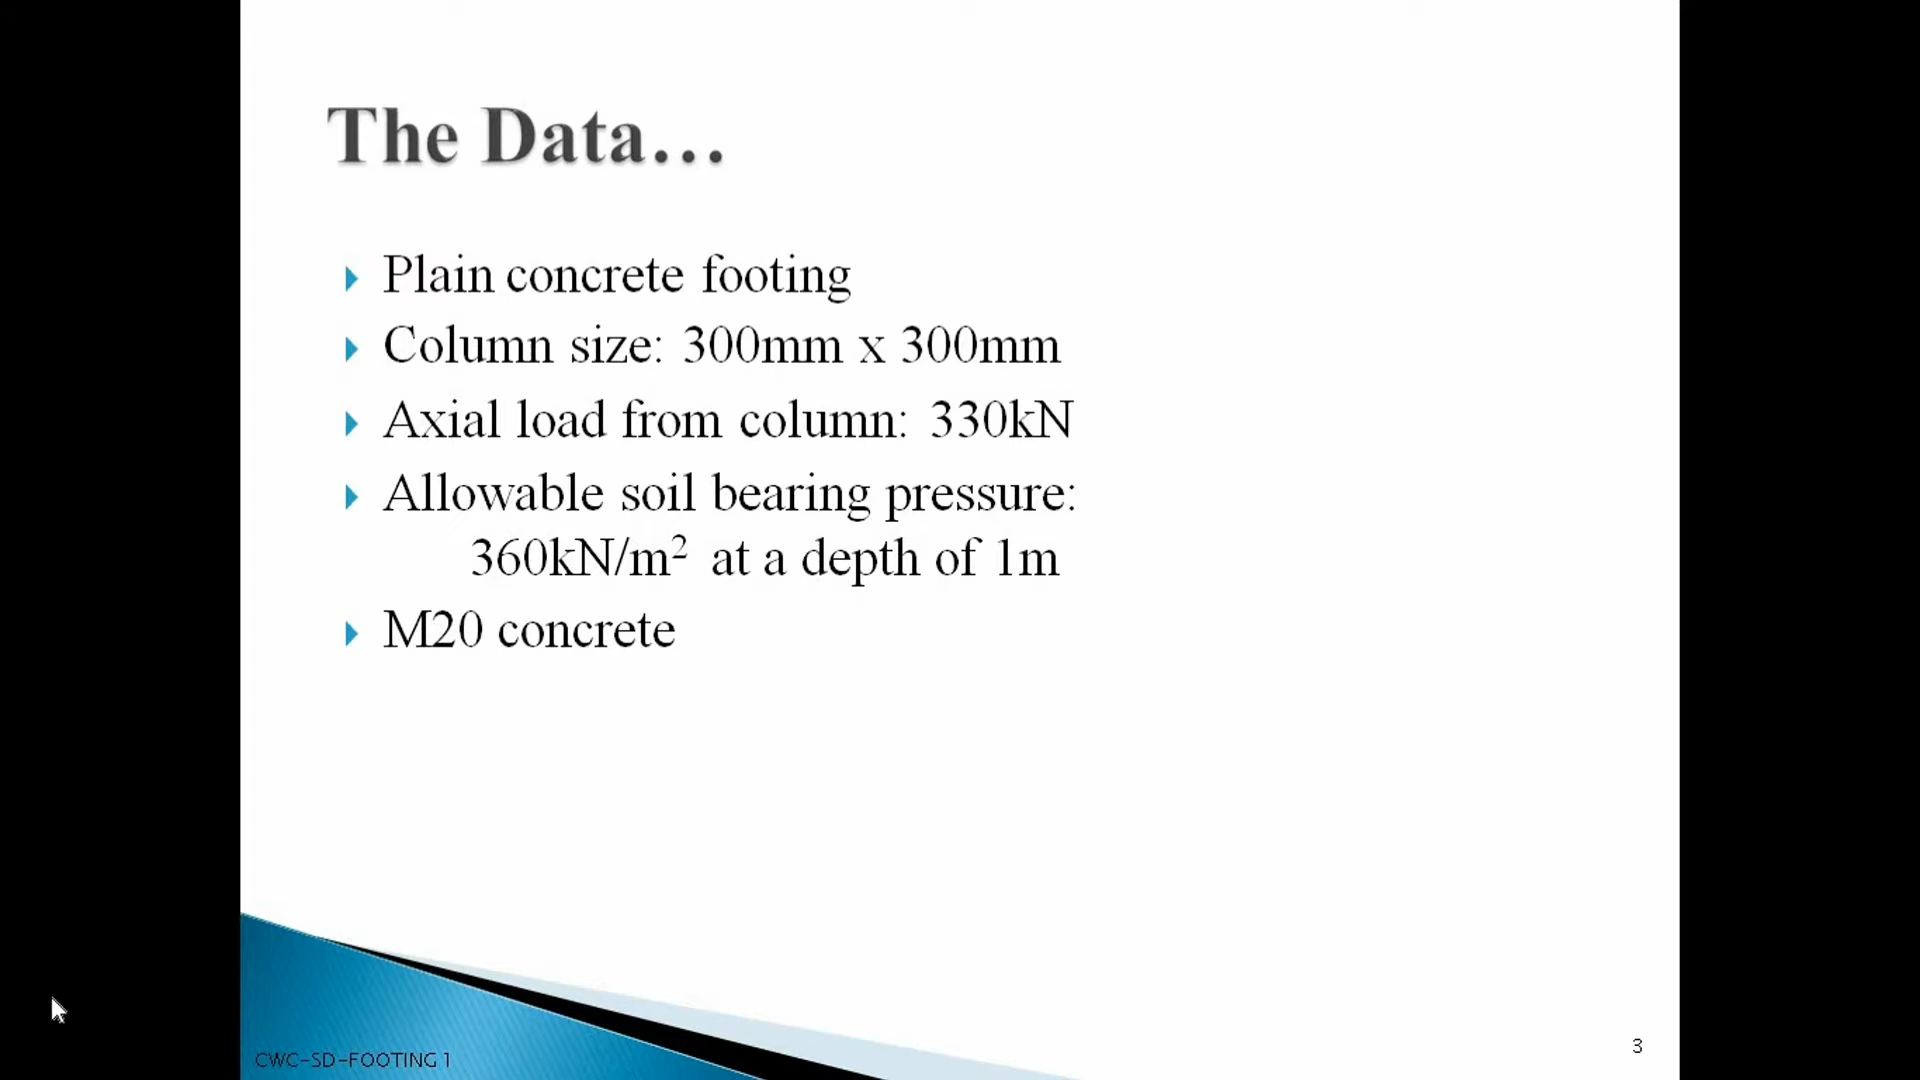 The Data…
Plain concrete footing
Column size: 300mm x 300mm
Axial load from column: 330kN
Allowable soil bearing pressure:
360kN/m² at a depth of 1m
M20 concrete
CWC-SD-FOOTING 1
3